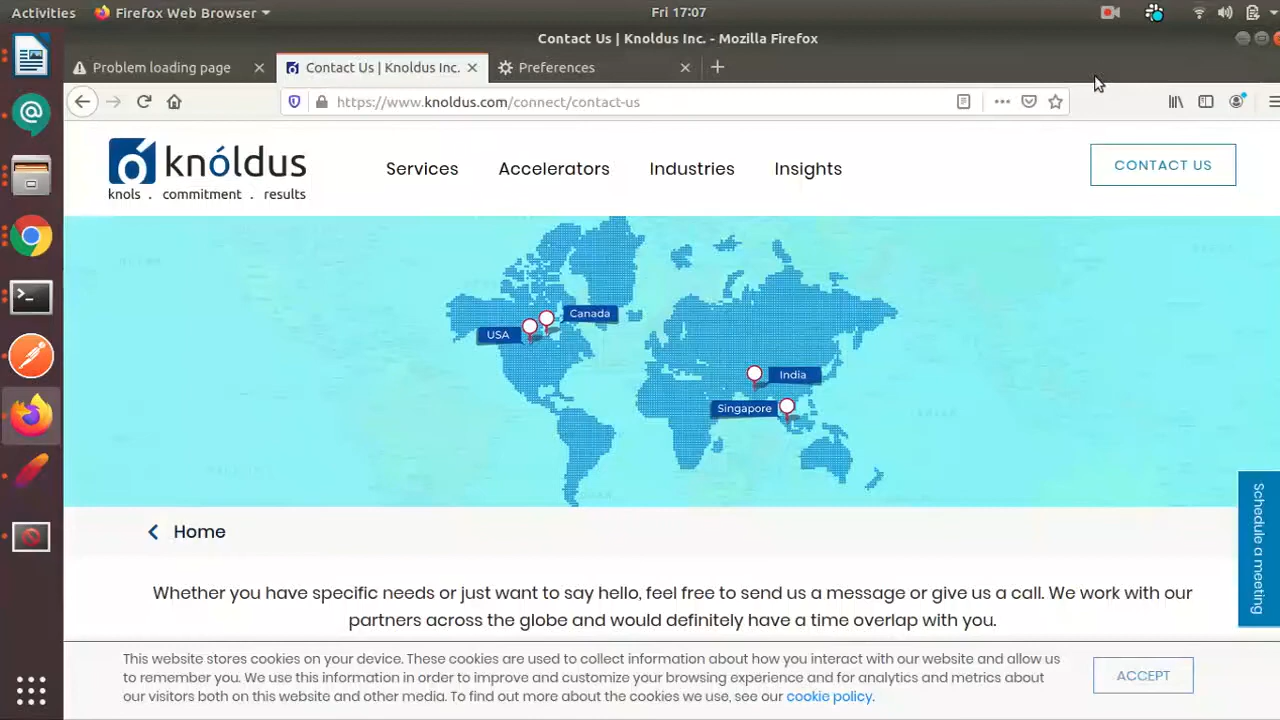 Activities
Firefox Web Browser
Fri 17:07
Contact Us | Knoldus Inc. - Mozilla Firefox
Problem loading page
Contact Us | Knoldus Inc.
Preferences
https://www.knoldus.com/connect/contact-us
knóldus
knols . commitment . results
Services
Accelerators
Industries
Insights
CONTACT US
Canada
USA
India
Singapore
Schedule a meeting
Home
Whether you have specific needs or just want to say hello, feel free to send us a message or give us a call. We work with our
partners across the globe and would definitely have a time overlap with you.
This website stores cookies on your device. These cookies are used to collect information about how you interact with our website and allow us
to remember you. We use this information in order to improve and customize your browsing experience and for analytics and metrics about
our visitors both on this website and other media. To find out more about the cookies we use, see our cookie policy.
ACCEPT